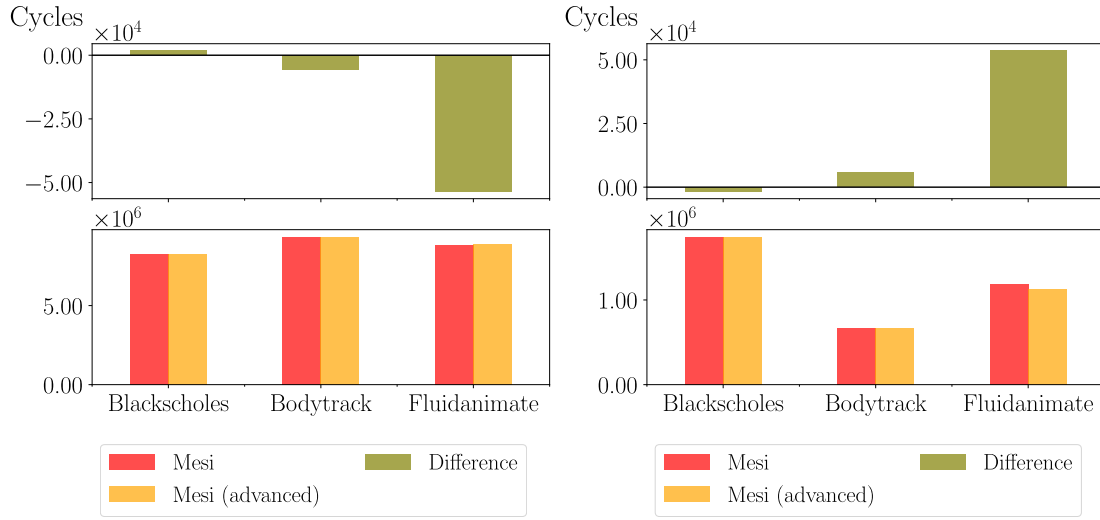 Cycles
×10^4
0.00
−2.50
−5.00
×10^6
5.00
0.00
Blackscholes Bodytrack Fluidanimate
Mesi Difference
Mesi (advanced)
Cycles
×10^4
5.00
2.50
0.00
×10^6
1.00
0.00
Blackscholes Bodytrack Fluidanimate
Mesi Difference
Mesi (advanced)